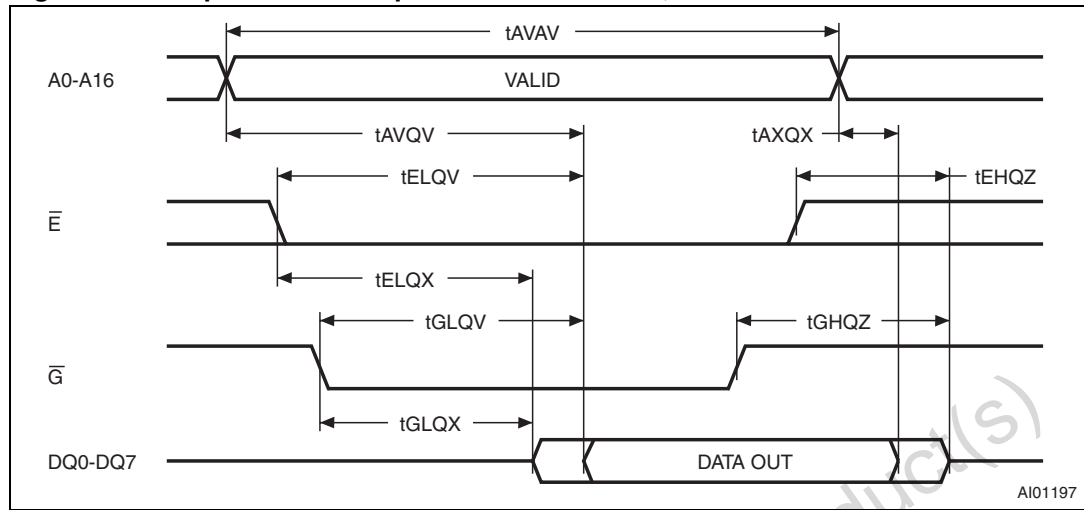 tAVAV
A0-A16
VALID
tAVQV
tAXQX
tELQV
tEHQZ
E̅
tELQX
tGLQV
tGHQZ
G̅
tGLQX
DQ0-DQ7
DATA OUT
AI01197